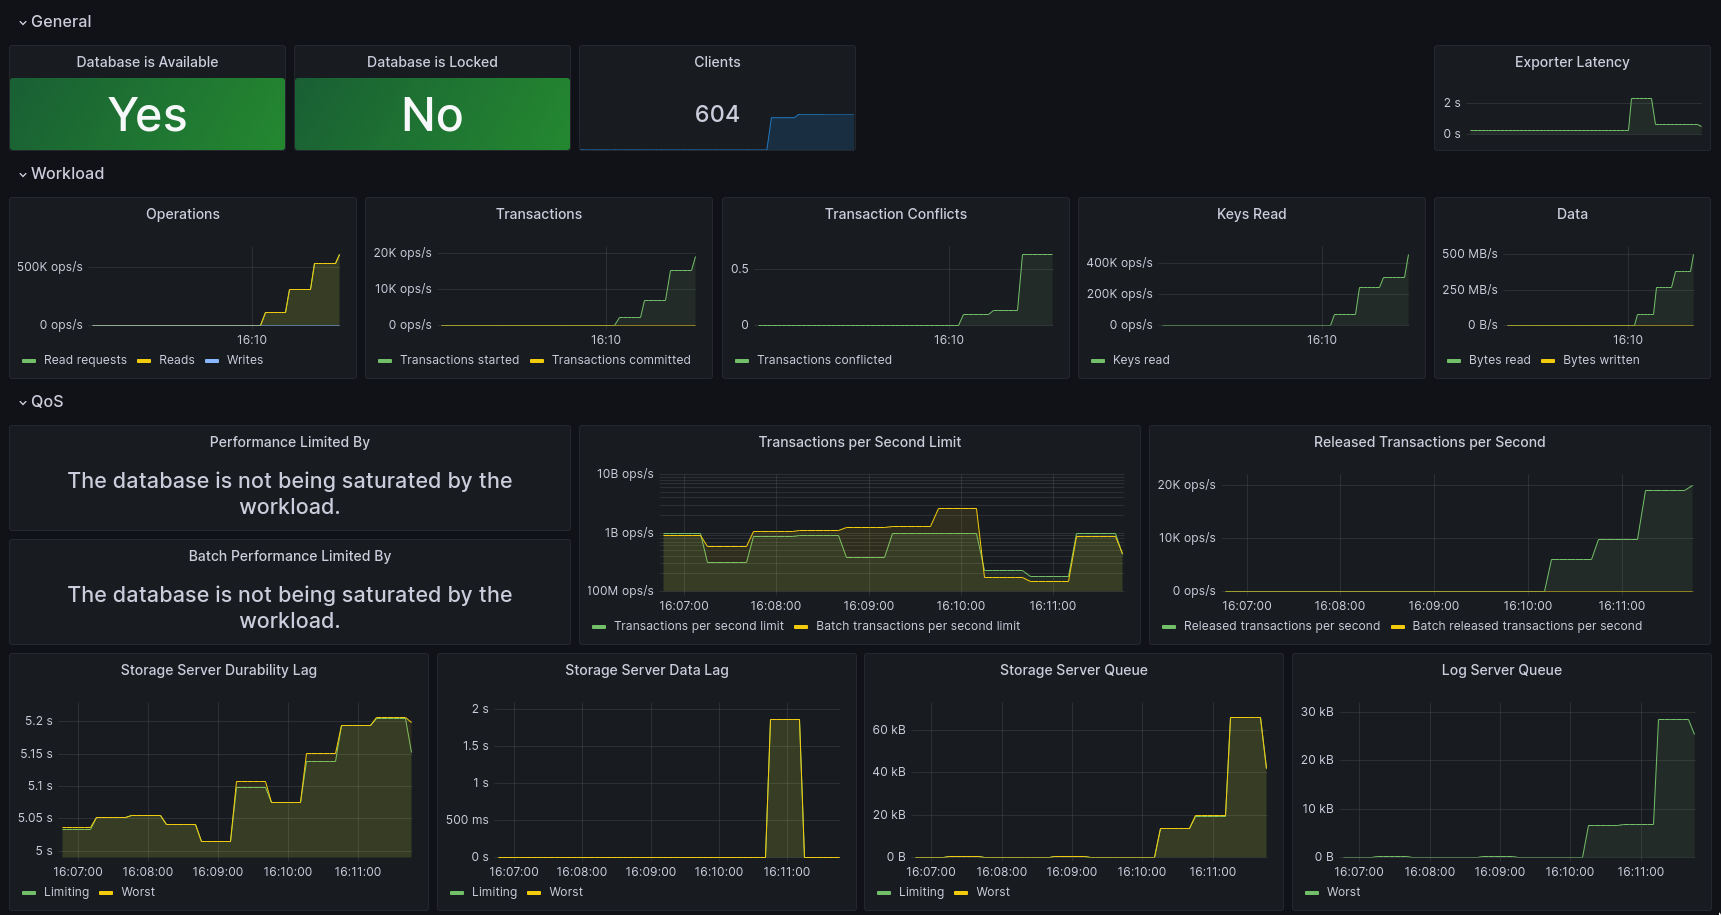 General
Database is Available
Database is Locked
Clients
Exporter Latency
Yes
No
604
2 s
0 s
Workload
Operations
Transactions
Transaction Conflicts
Keys Read
Data
500K ops/s
0 ops/s
16:10
Read requests
Reads
Writes
20K ops/s
10K ops/s
0 ops/s
16:10
Transactions started
Transactions committed
0.5
0
16:10
Transactions conflicted
400K ops/s
200K ops/s
0 ops/s
16:10
Keys read
500 MB/s
250 MB/s
0 B/s
16:10
Bytes read
Bytes written
QoS
Performance Limited By
The database is not being saturated by the
workload.
Batch Performance Limited By
The database is not being saturated by the
workload.
Transactions per Second Limit
10B ops/s
1B ops/s
100M ops/s
16:07:00
16:08:00
16:09:00
16:10:00
16:11:00
Transactions per second limit
Batch transactions per second limit
Released Transactions per Second
20K ops/s
10K ops/s
0 ops/s
16:07:00
16:08:00
16:09:00
16:10:00
16:11:00
Released transactions per second
Batch released transactions per second
Storage Server Durability Lag
5.2 s
5.15 s
5.1 s
5.05 s
5 s
16:07:00
16:08:00
16:09:00
16:10:00
16:11:00
Limiting
Worst
Storage Server Data Lag
2 s
1.5 s
1 s
500 ms
0 s
16:07:00
16:08:00
16:09:00
16:10:00
16:11:00
Limiting
Worst
Storage Server Queue
60 kB
40 kB
20 kB
0 B
16:07:00
16:08:00
16:09:00
16:10:00
16:11:00
Limiting
Worst
Log Server Queue
30 kB
20 kB
10 kB
0 B
16:07:00
16:08:00
16:09:00
16:10:00
16:11:00
Worst